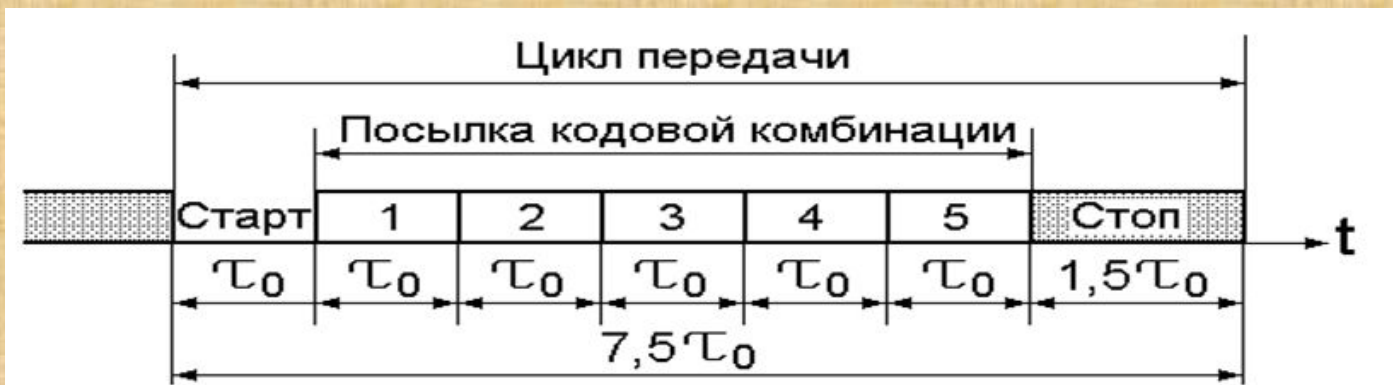 Цикл передачи
Посылка кодовой комбинации
Старт 1 2 3 4 5 Стоп t
τ0 τ0 τ0 τ0 τ0 τ0 1,5τ0
7,5τ0